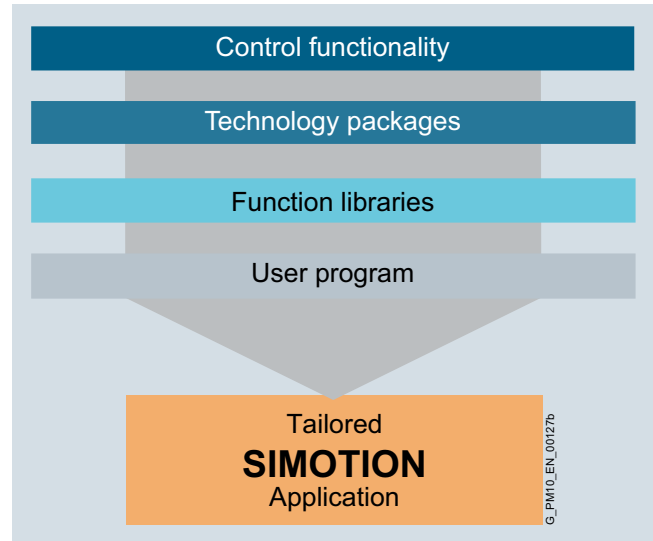 Control functionality
Technology packages
Function libraries
User program
Tailored
SIMOTION
Application
G_PM10_EN_00127b